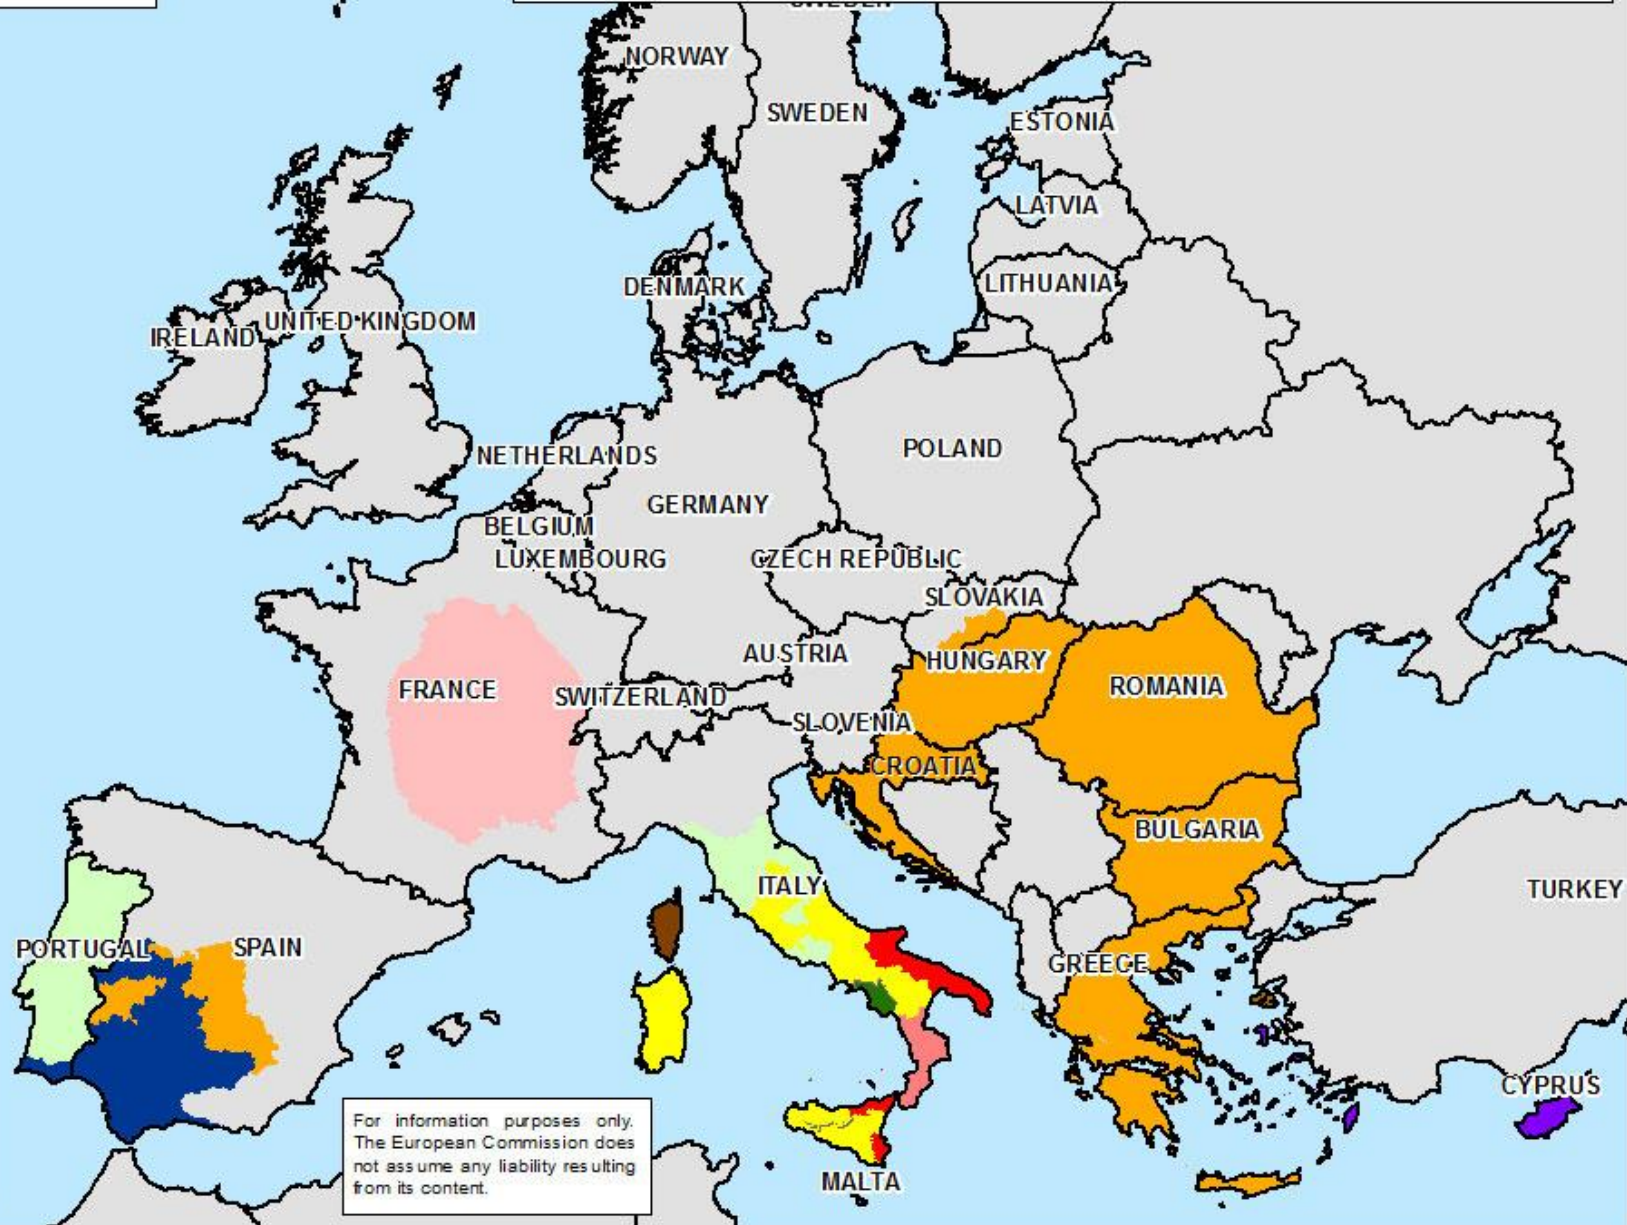 NORWAY
SWEDEN
ESTONIA
LATVIA
LITHUANIA
DENMARK
IRELAND
UNITED KINGDOM
NETHERLANDS
POLAND
GERMANY
BELGIUM
LUXEMBOURG
CZECH REPUBLIC
SLOVAKIA
AUSTRIA
HUNGARY
FRANCE
SWITZERLAND
ROMANIA
SLOVENIA
CROATIA
BULGARIA
ITALY
TURKEY
PORTUGAL
SPAIN
GREECE
CYPRUS
For information purposes only.
The European Commission does
not assume any liability resulting
from its content.
MALTA